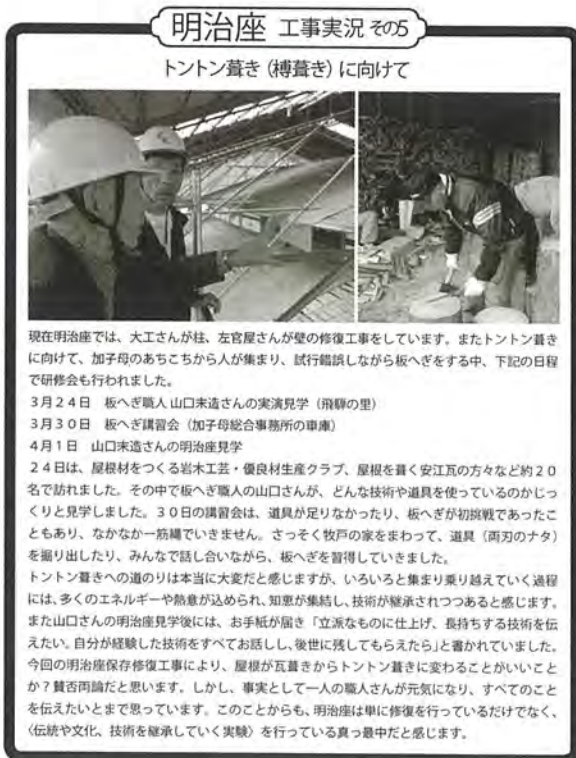 明治座 工事実況 その5
トントン葺き（榑葺き）に向けて
現在明治座では、大工さんが柱、左官屋さんが壁の修復工事をしています。またトントン葺き
に向けて、加子母のあちこちから人が集まり、試行錯誤しながら板へぎをする中、下記の日程
で研修会も行われました。
3月24日　板へぎ職人 山口末造さんの実演見学（飛騨の里）
3月30日　板へぎ講習会（加子母総合事務所の車庫）
4月1日　山口末造さんの明治座見学
24日は、屋根材をつくる岩木工芸・優良材生産クラブ、屋根を葺く安江瓦の方々など約20
名で訪れました。その中で板へぎ職人の山口さんが、どんな技術や道具を使っているのかじっ
くりと見学しました。30日の講習会は、道具が足りなかったり、板へぎが初挑戦であったこ
ともあり、なかなか一筋縄でいきません。さっそく牧戸の家をまわって、道具（両刃のナタ）
を掘り出したり、みんなで話し合いながら、板へぎを習得していきました。
トントン葺きへの道のりは本当に大変だと感じますが、いろいろと集まり乗り越えていく過程
には、多くのエネルギーや熱意が込められ、知恵が集結し、技術が継承されつつあると感じます。
また山口さんの明治座見学後には、お手紙が届き「立派なものに仕上げ、長持ちする技術を伝
えたい。自分が経験した技術をすべてお話しし、後世に残してもらえたら」と書かれていました。
今回の明治座保存修復工事により、屋根が瓦葺きからトントン葺きに変わることがいいこと
か？賛否両論だと思います。しかし、事実として一人の職人さんが元気になり、すべてのこと
を伝えたいとまで思っています。このことからも、明治座は単に修復を行っているだけでなく、
〈伝統や文化、技術を継承していく実験〉を行っている真っ最中だと感じます。